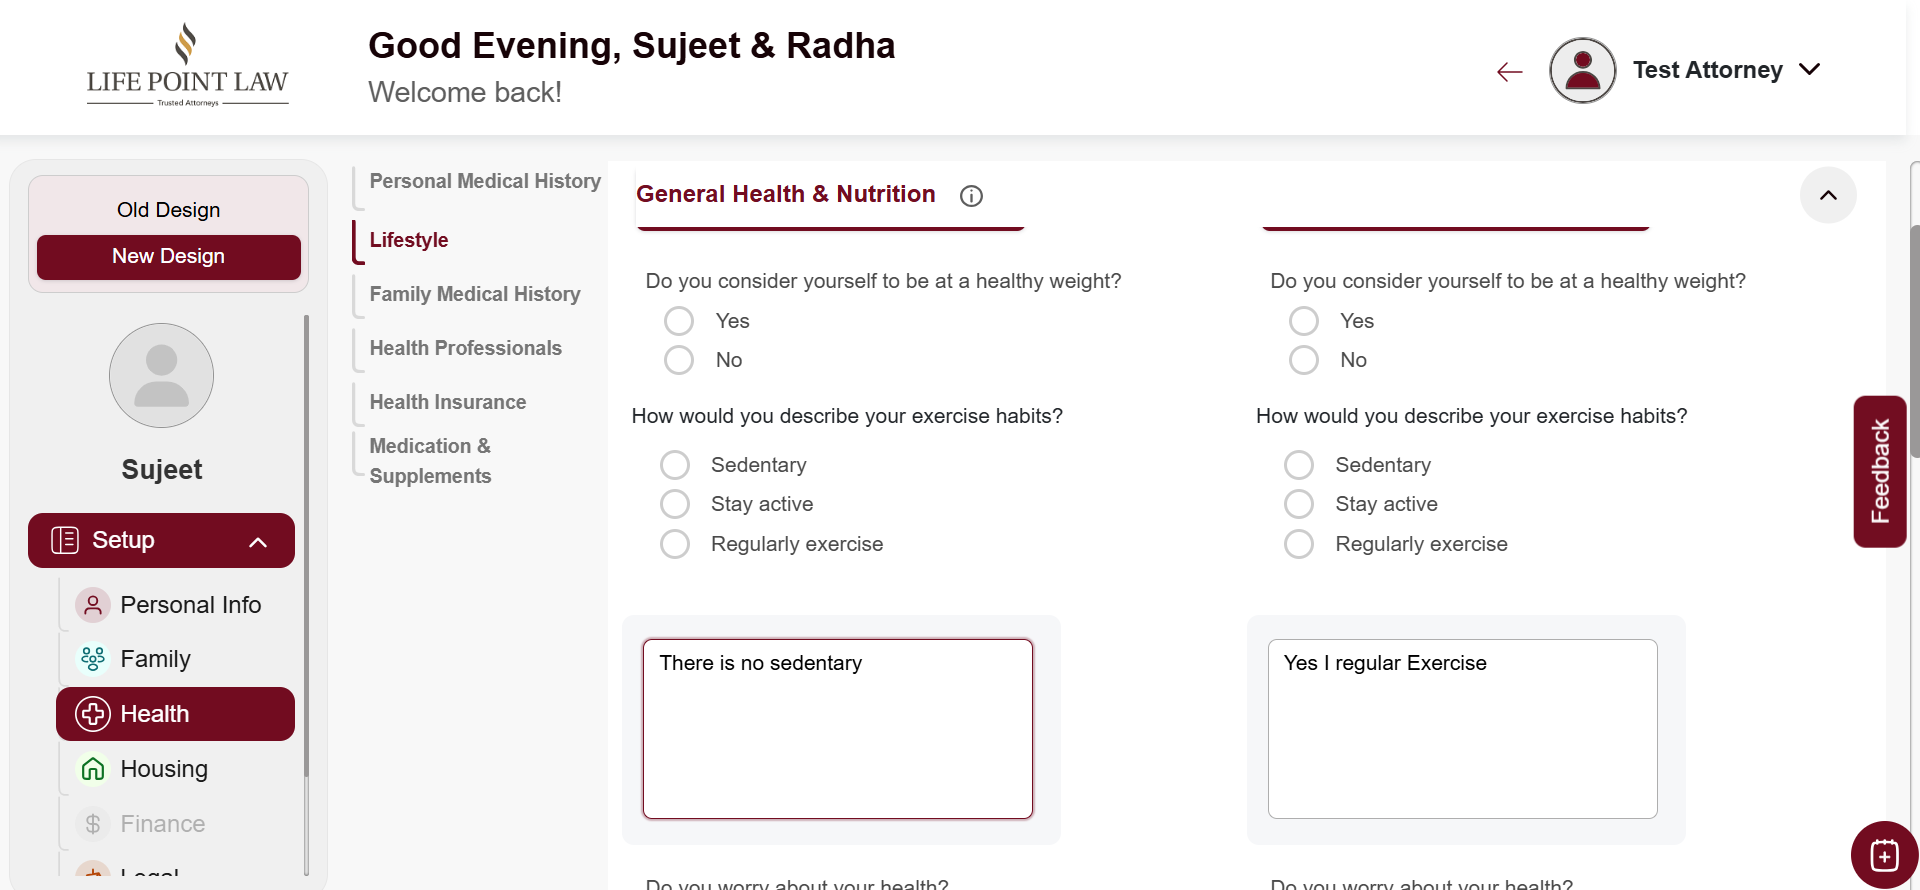 LIFE POINT LAW
Trusted Attorneys
Good Evening, Sujeet & Radha
Welcome back!
Test Attorney
Old Design
New Design
Sujeet
Setup
Personal Info
Family
Health
Housing
Finance
Legal
Personal Medical History
Lifestyle
Family Medical History
Health Professionals
Health Insurance
Medication &
Supplements
General Health & Nutrition
Do you consider yourself to be at a healthy weight?
Yes
No
How would you describe your exercise habits?
Sedentary
Stay active
Regularly exercise
There is no sedentary
Do you worry about your health?
Do you consider yourself to be at a healthy weight?
Yes
No
How would you describe your exercise habits?
Sedentary
Stay active
Regularly exercise
Yes I regular Exercise
Do you worry about your health?
Feedback